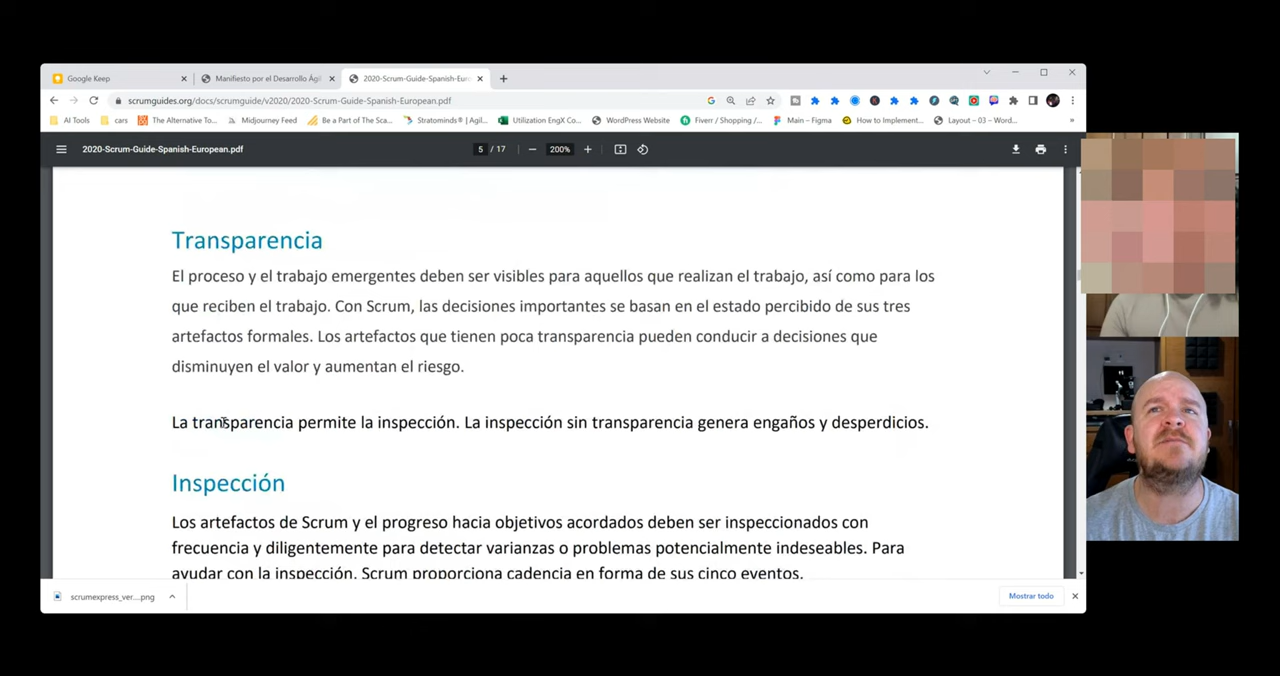 Google Keep
Manifiesto por el Desarrollo Ági
2020-Scrum-Guide-Spanish-Euro
scrumguides.org/docs/scrumguide/v2020/2020-Scrum-Guide-Spanish-European.pdf
AI Tools
cars
The Alternative To...
Midjourney Feed
Be a Part of The Sca...
Stratominds® | Agil...
Utilization EngX Co...
WordPress Website
Fiverr / Shopping /...
Main – Figma
How to Implement...
Layout – 03 – Word...
»
2020-Scrum-Guide-Spanish-European.pdf
5 / 17
200%
Transparencia
El proceso y el trabajo emergentes deben ser visibles para aquellos que realizan el trabajo, así como para los
que reciben el trabajo. Con Scrum, las decisiones importantes se basan en el estado percibido de sus tres
artefactos formales. Los artefactos que tienen poca transparencia pueden conducir a decisiones que
disminuyen el valor y aumentan el riesgo.
La transparencia permite la inspección. La inspección sin transparencia genera engaños y desperdicios.
Inspección
Los artefactos de Scrum y el progreso hacia objetivos acordados deben ser inspeccionados con
frecuencia y diligentemente para detectar varianzas o problemas potencialmente indeseables. Para
ayudar con la inspección, Scrum proporciona cadencia en forma de sus cinco eventos.
scrumexpress_ver....png
Mostrar todo